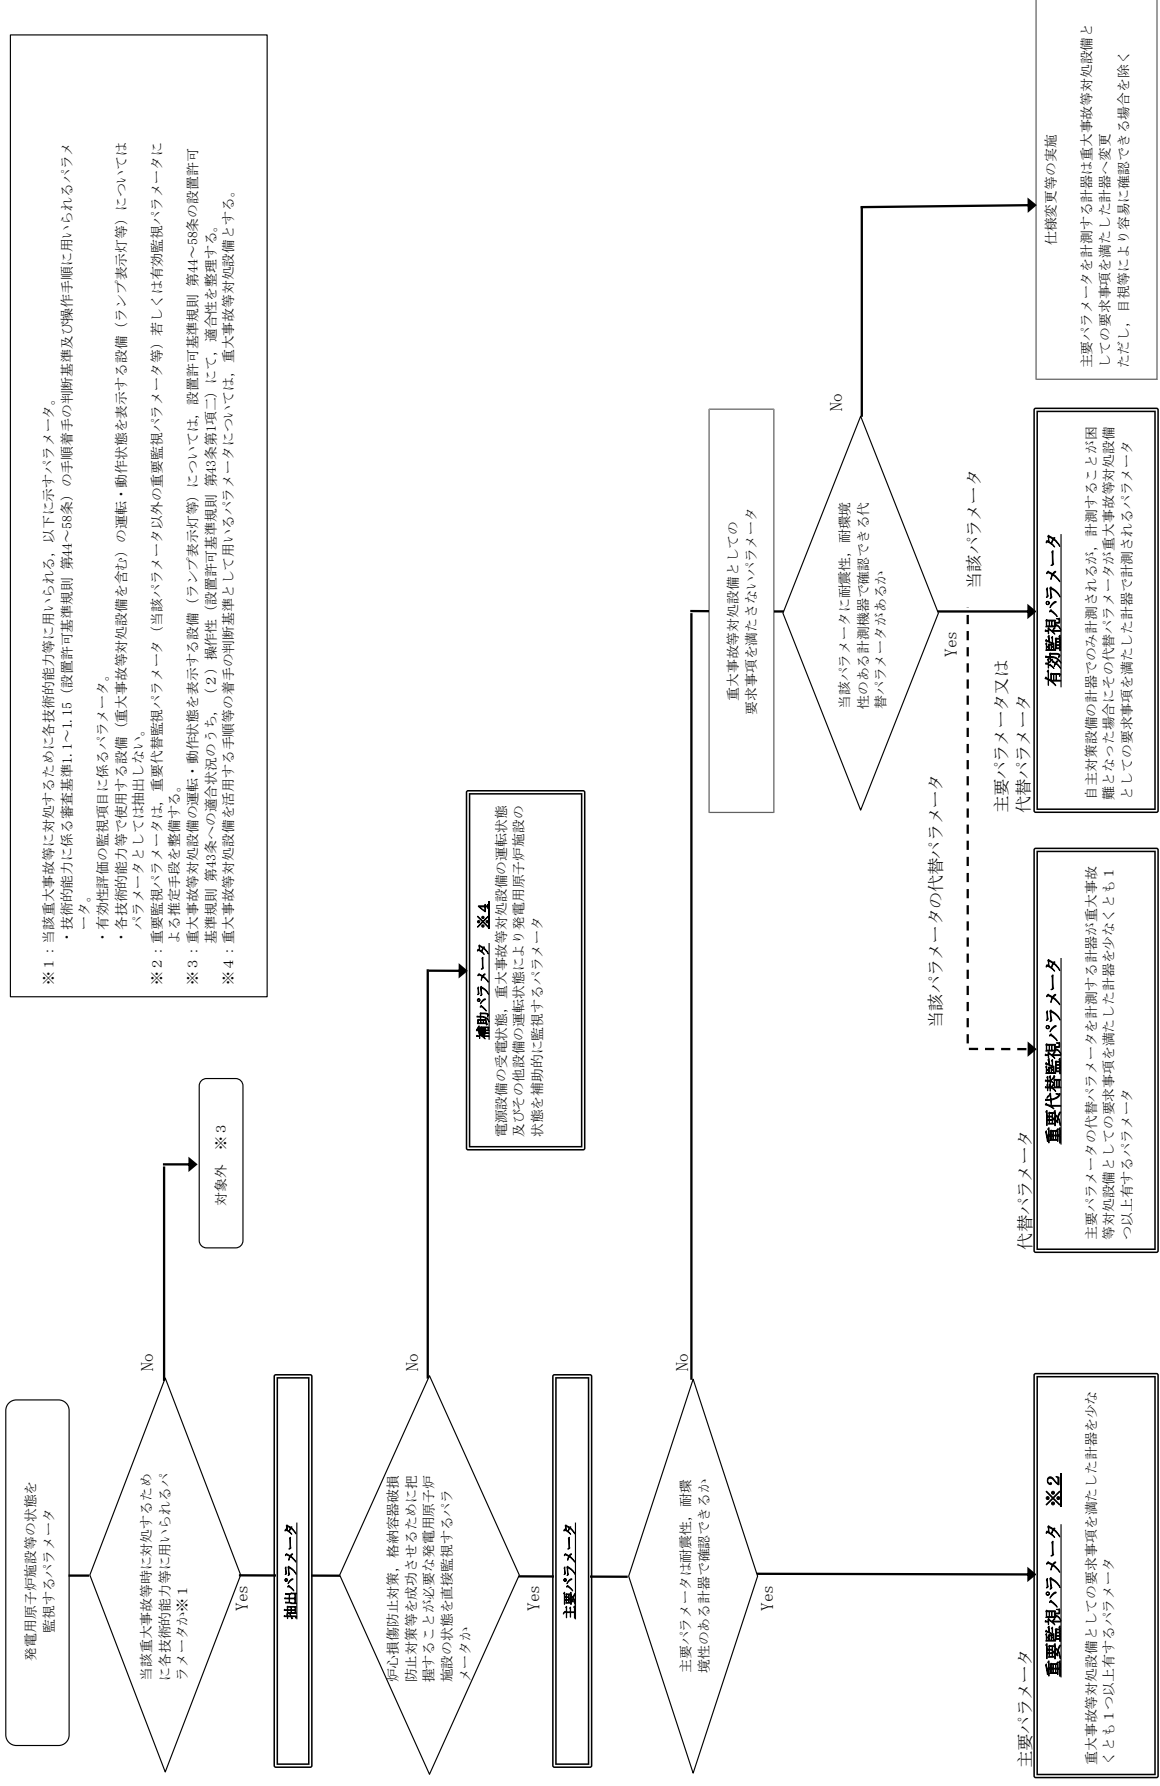 発電用原子炉施設等の状態を
監視するパラメータ
当該重大事故等時に対処するため
に各技術的能力等に用いられるパ
ラメータか※1
No
対象外　※3
Yes
抽出パラメータ
炉心損傷防止対策，格納容器破損
防止対策等を成功させるために把
握することが必要な発電用原子炉
施設の状態を直接監視するパラ
メータか
No
補助パラメータ　※4
電源設備の受電状態，重大事故等対処設備の運転状態
及びその他設備の運転状態により発電用原子炉施設の
状態を補助的に監視するパラメータ
Yes
主要パラメータ
主要パラメータは耐震性，耐環
境性のある計器で確認できるか
No
Yes
重大事故等対処設備としての
要求事項を満たさないパラメータ
当該パラメータに耐震性，耐環境
性のある計測機器で確認できる代
替パラメータがあるか
No
Yes
当該パラメータ
当該パラメータの代替パラメータ
主要パラメータ
重要監視パラメータ　※2
重大事故等対処設備としての要求事項を満たした計器を少な
くとも1つ以上有するパラメータ
代替パラメータ
重要代替監視パラメータ
主要パラメータの代替パラメータを計測する計器が重大事故
等対処設備としての要求事項を満たした計器を少なくとも1
つ以上有するパラメータ
主要パラメータ又は
代替パラメータ
有効監視パラメータ
自主対策設備の計器でのみ計測されるが，計測することが困
難となった場合にその代替パラメータが重大事故等対処設備
としての要求事項を満たした計器で計測されるパラメータ
仕様変更等の実施
主要パラメータを計測する計器は重大事故等対処設備と
しての要求事項を満たした計器へ変更
ただし，目視等により容易に確認できる場合を除く
※1：当該重大事故等に対処するために各技術的能力等に用いられる，以下に示すパラメータ。
・技術的能力に係る審査基準1.1～1.15（設置許可基準規則 第44～58条）の手順着手の判断基準及び操作手順に用いられるパラメ
ータ。
・有効性評価の監視項目に係るパラメータ。
・各技術的能力等で使用する設備（重大事故等対処設備を含む）の運転・動作状態を表示する設備（ランプ表示灯等）については
パラメータとしては抽出しない。
※2：重要監視パラメータは，重要代替監視パラメータ（当該パラメータ以外の重要監視パラメータ等）若しくは有効監視パラメータに
よる推定手段を整備する。
※3：重大事故等対処設備の運転・動作状態を表示する設備（ランプ表示灯等）については，設置許可基準規則 第44～58条の設置許可
基準規則 第43条への適合状況のうち，（2）操作性（設置許可基準規則 第43条第1項二）にて，適合性を整理する。
※4：重大事故等対処設備を活用する手順等の着手の判断基準として用いるパラメータについては，重大事故等対処設備とする。